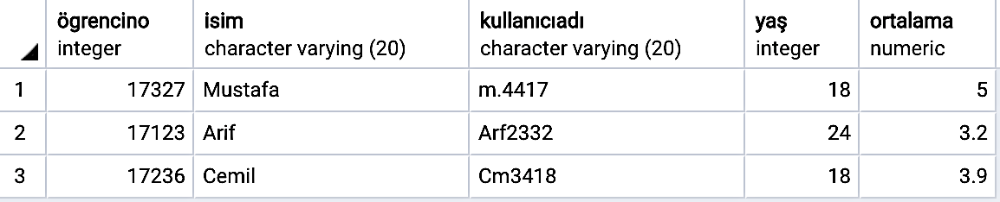 ögrencino isim kullanıcıadı yaş ortalama
integer character varying (20) character varying (20) integer numeric
1 17327 Mustafa m.4417 18 5
2 17123 Arif Arf2332 24 3.2
3 17236 Cemil Cm3418 18 3.9